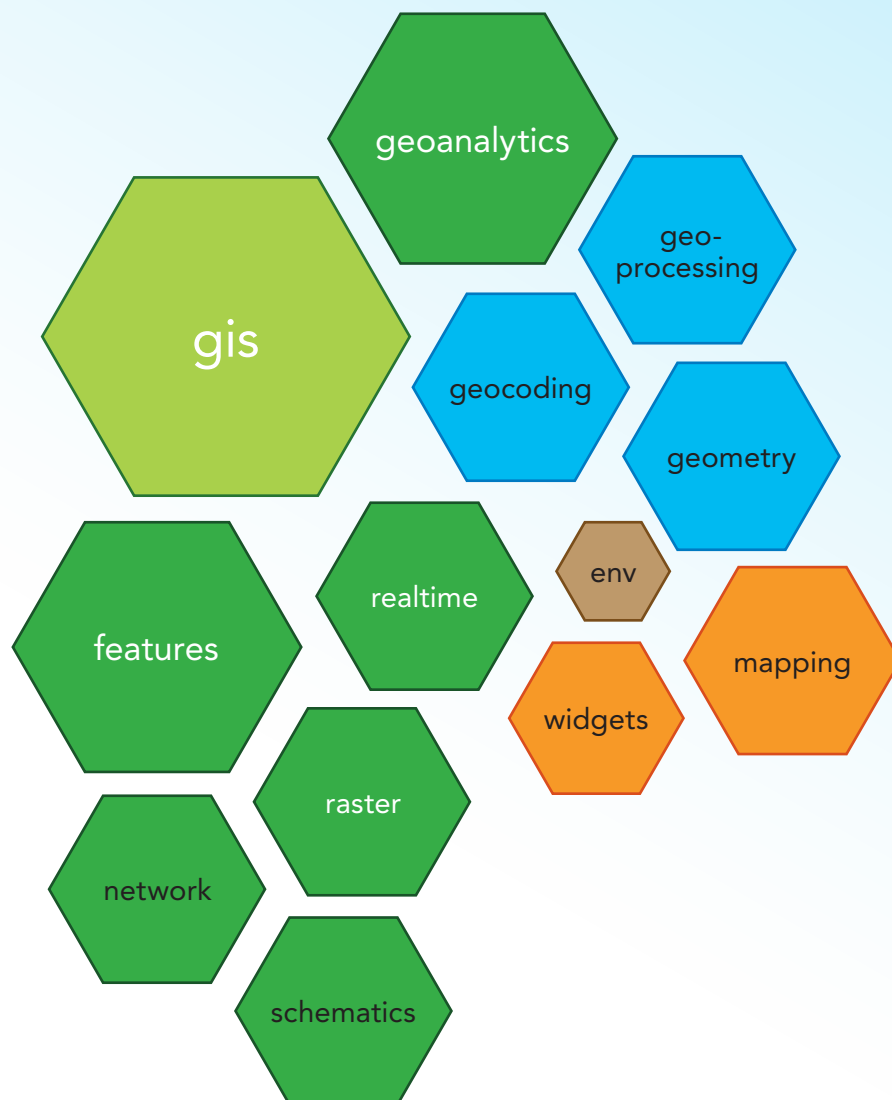 geoanalytics
geo-
processing
gis
geocoding
geometry
env
realtime
features
mapping
widgets
raster
network
schematics